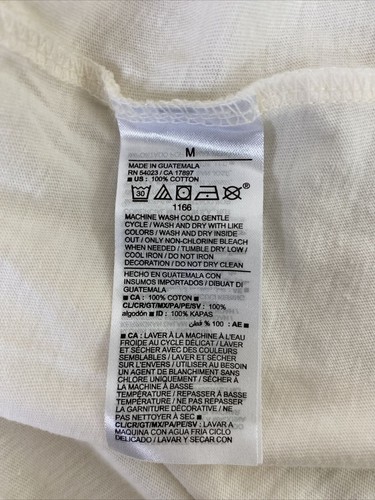 M
MADE IN GUATEMALA
RN 54023 / CA 17897
■ US : 100% COTTON
30
®
1166
MACHINE WASH COLD GENTLE
CYCLE / WASH AND DRY WITH LIKE
COLORS / WASH AND DRY INSIDE
OUT / ONLY NON-CHLORINE BLEACH
WHEN NEEDED / TUMBLE DRY LOW /
COOL IRON / DO NOT IRON
DECORATION / DO NOT DRY CLEAN
HECHO EN GUATEMALA CON
INSUMOS IMPORTADOS / DIBUAT DI
GUATEMALA
■ CA : 100% COTON ■
CL/CR/GT/MX/PA/PE/SV : 100%
algodón ■ ID : 100% KAPAS
■ AE : 100 % قطن
■ CA : LAVER À LA MACHINE À L'EAU
FROIDE AU CYCLE DÉLICAT / LAVER
ET SÉCHER AVEC DES COULEURS
SEMBLABLES / LAVER ET SÉCHER
SUR L'ENVERS / UTILISER AU BESOIN
UN AGENT DE BLANCHIMENT SANS
CHLORE UNIQUEMENT / SÉCHER À
LA MACHINE À BASSE
TEMPÉRATURE / REPASSER À BASSE
TEMPÉRATURE / NE PAS REPASSER
LA GARNITURE DÉCORATIVE / NE
PAS NETTOYER À SEC ■
CL/CR/GT/MX/PA/PE/SV : LAVAR A
MAQUINA CON AGUA FRIA CICLO
DELICADO / LAVAR Y SECAR CON